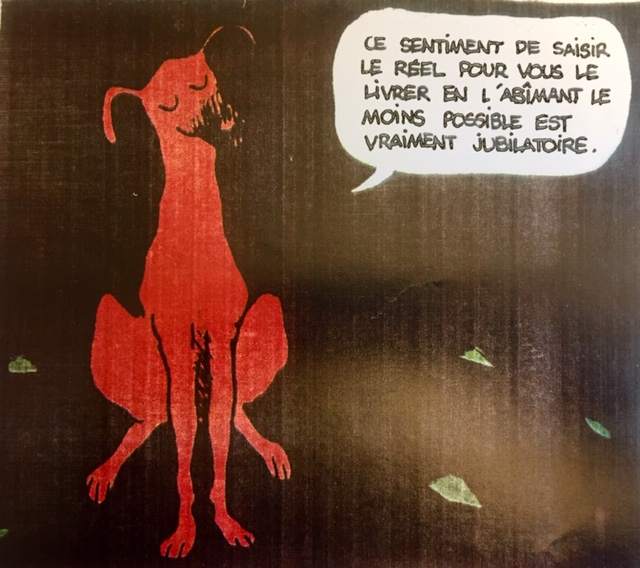 CE SENTIMENT DE SAISIR
LE RÉEL POUR VOUS LE
LIVRER EN L'ABÎMANT LE
MOINS POSSIBLE EST
VRAIMENT JUBILATOIRE.